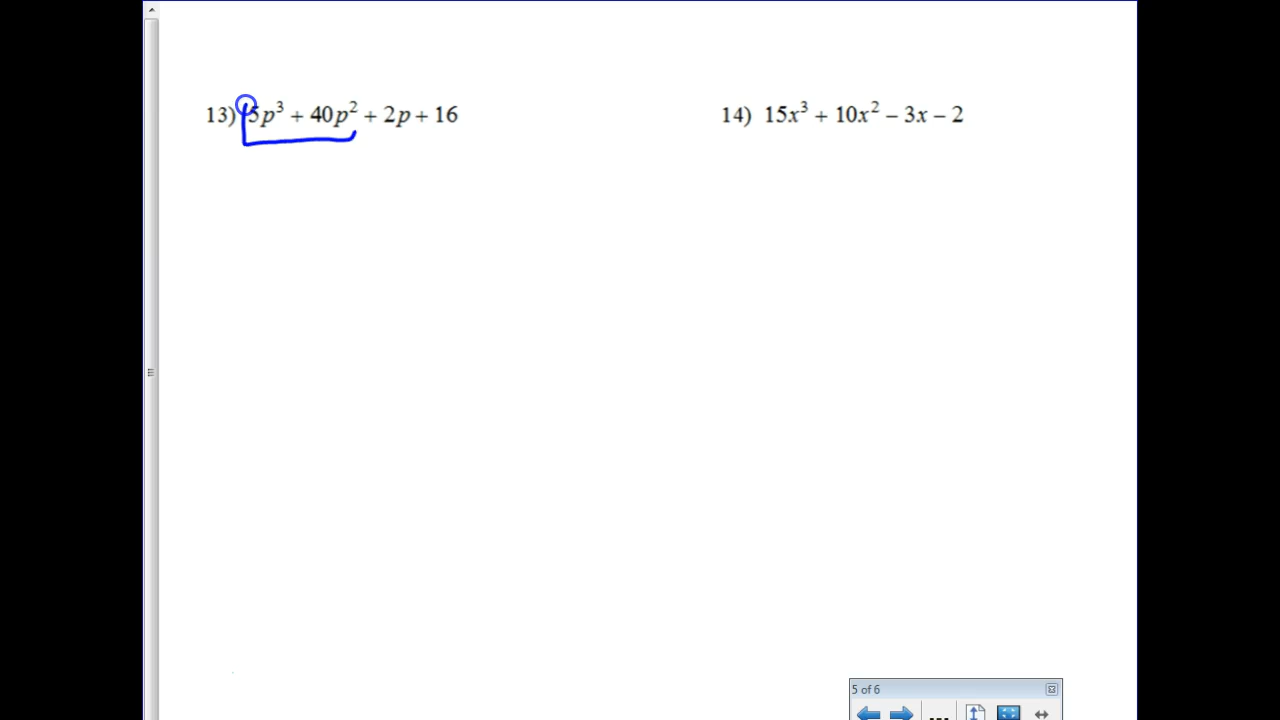 13) 5p³ + 40p² + 2p + 16
14) 15x³ + 10x² − 3x − 2
5 of 6